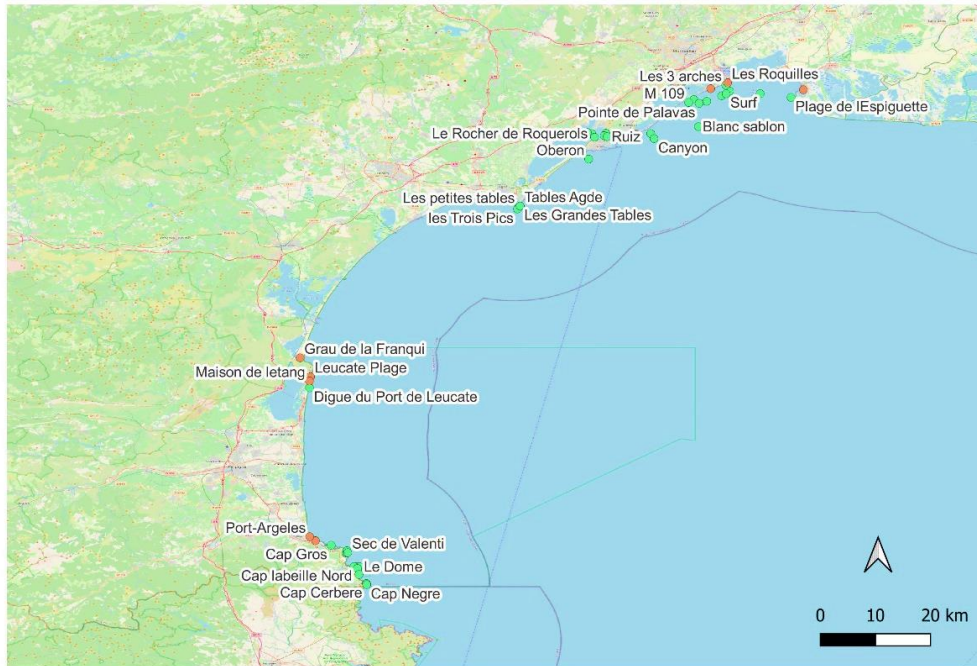 Les 3 arches
Les Roquilles
M 109
Surf
Plage de lEspiguette
Pointe de Palavas
Blanc sablon
Le Rocher de Roquerols
Ruiz
Canyon
Oberon
Les petites tables
Tables Agde
les Trois Pics
Les Grandes Tables
Grau de la Franqui
Leucate Plage
Maison de letang
Digue du Port de Leucate
Port-Argeles
Sec de Valenti
Cap Gros
Le Dome
Cap labeille Nord
Cap Cerbere
Cap Negre
0 10 20 km